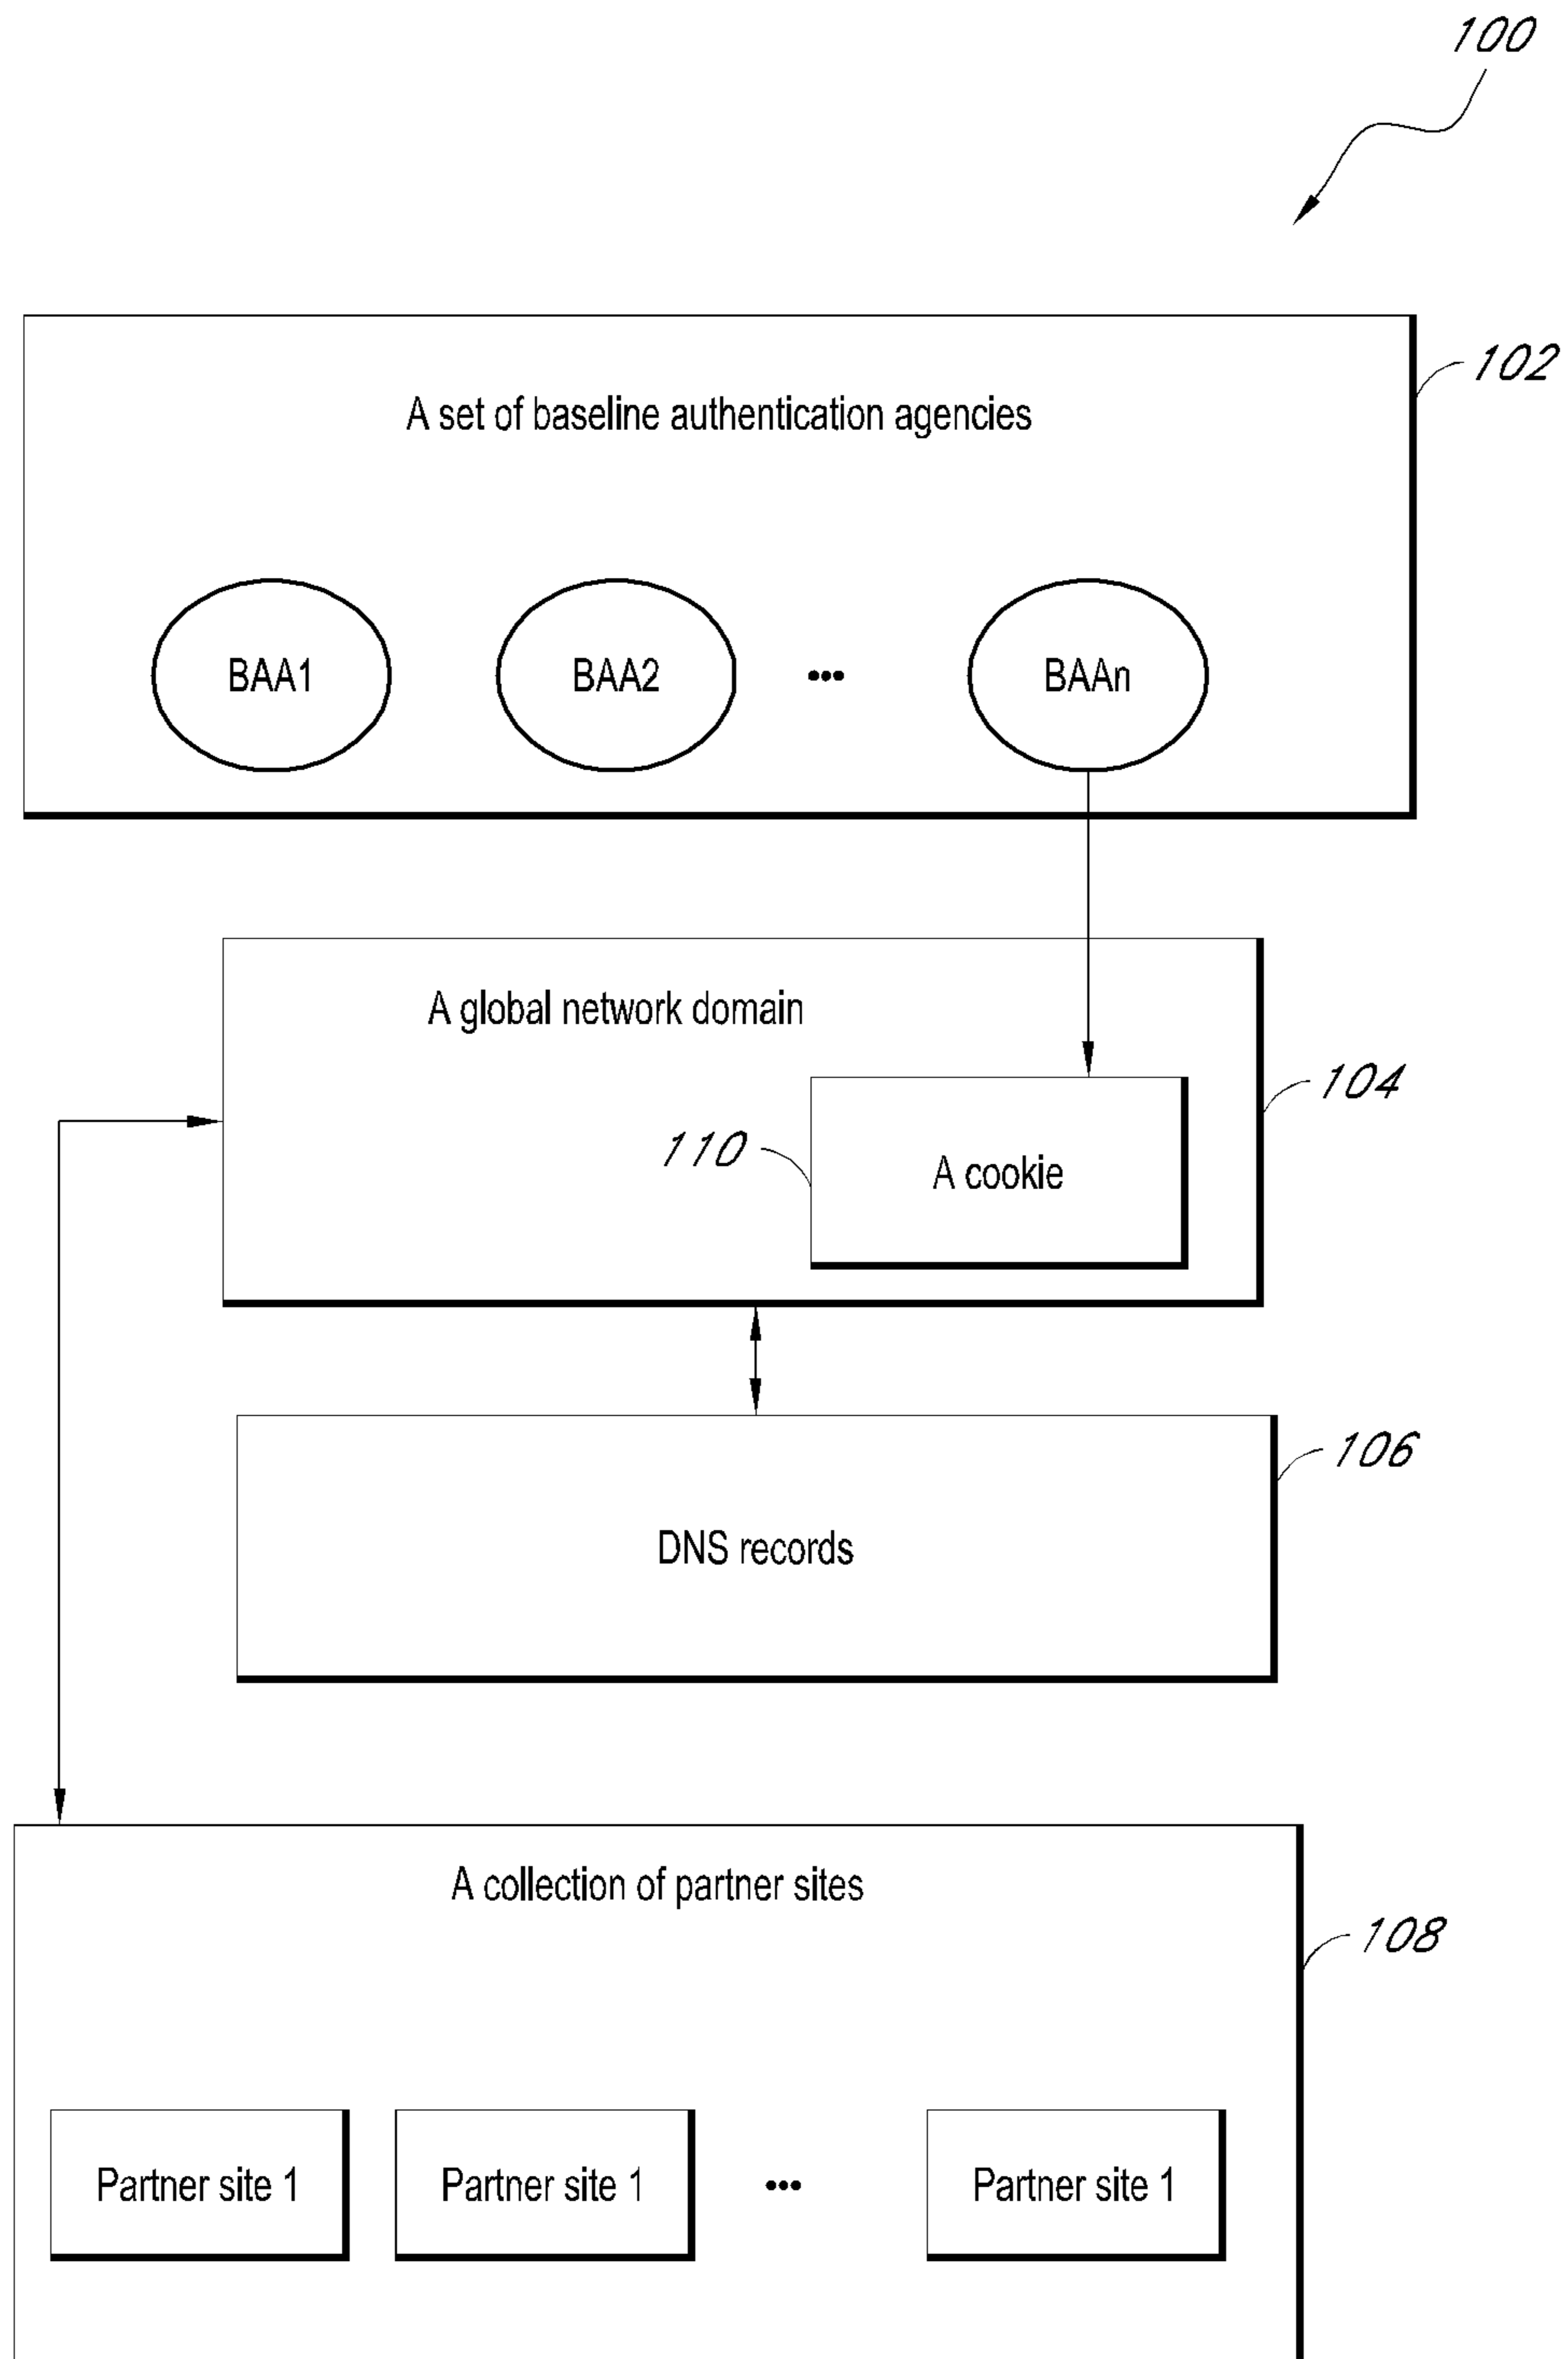 100
102
A set of baseline authentication agencies
BAA1 BAA2 ••• BAAn
A global network domain
104
110
A cookie
106
DNS records
A collection of partner sites
108
Partner site 1 Partner site 1 ••• Partner site 1